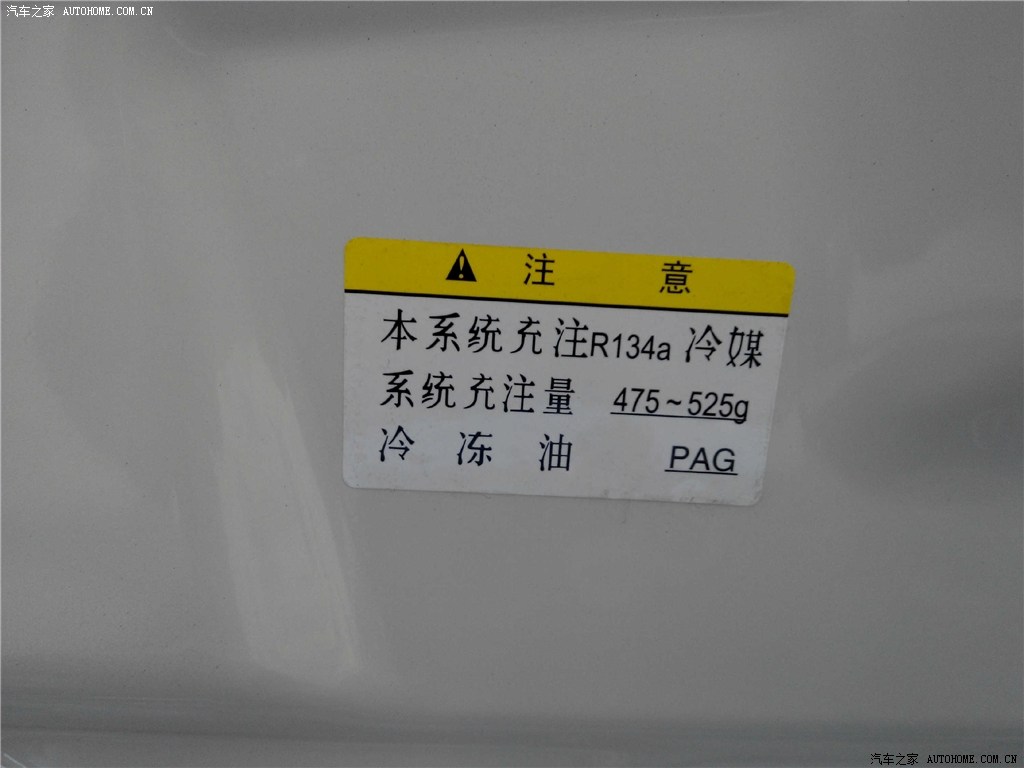 汽车之家 AUTOHOME.COM.CN
注 意
本系统充注R134a 冷媒
系统充注量 475~525g
冷 冻 油 PAG
汽车之家 AUTOHOME.COM.CN